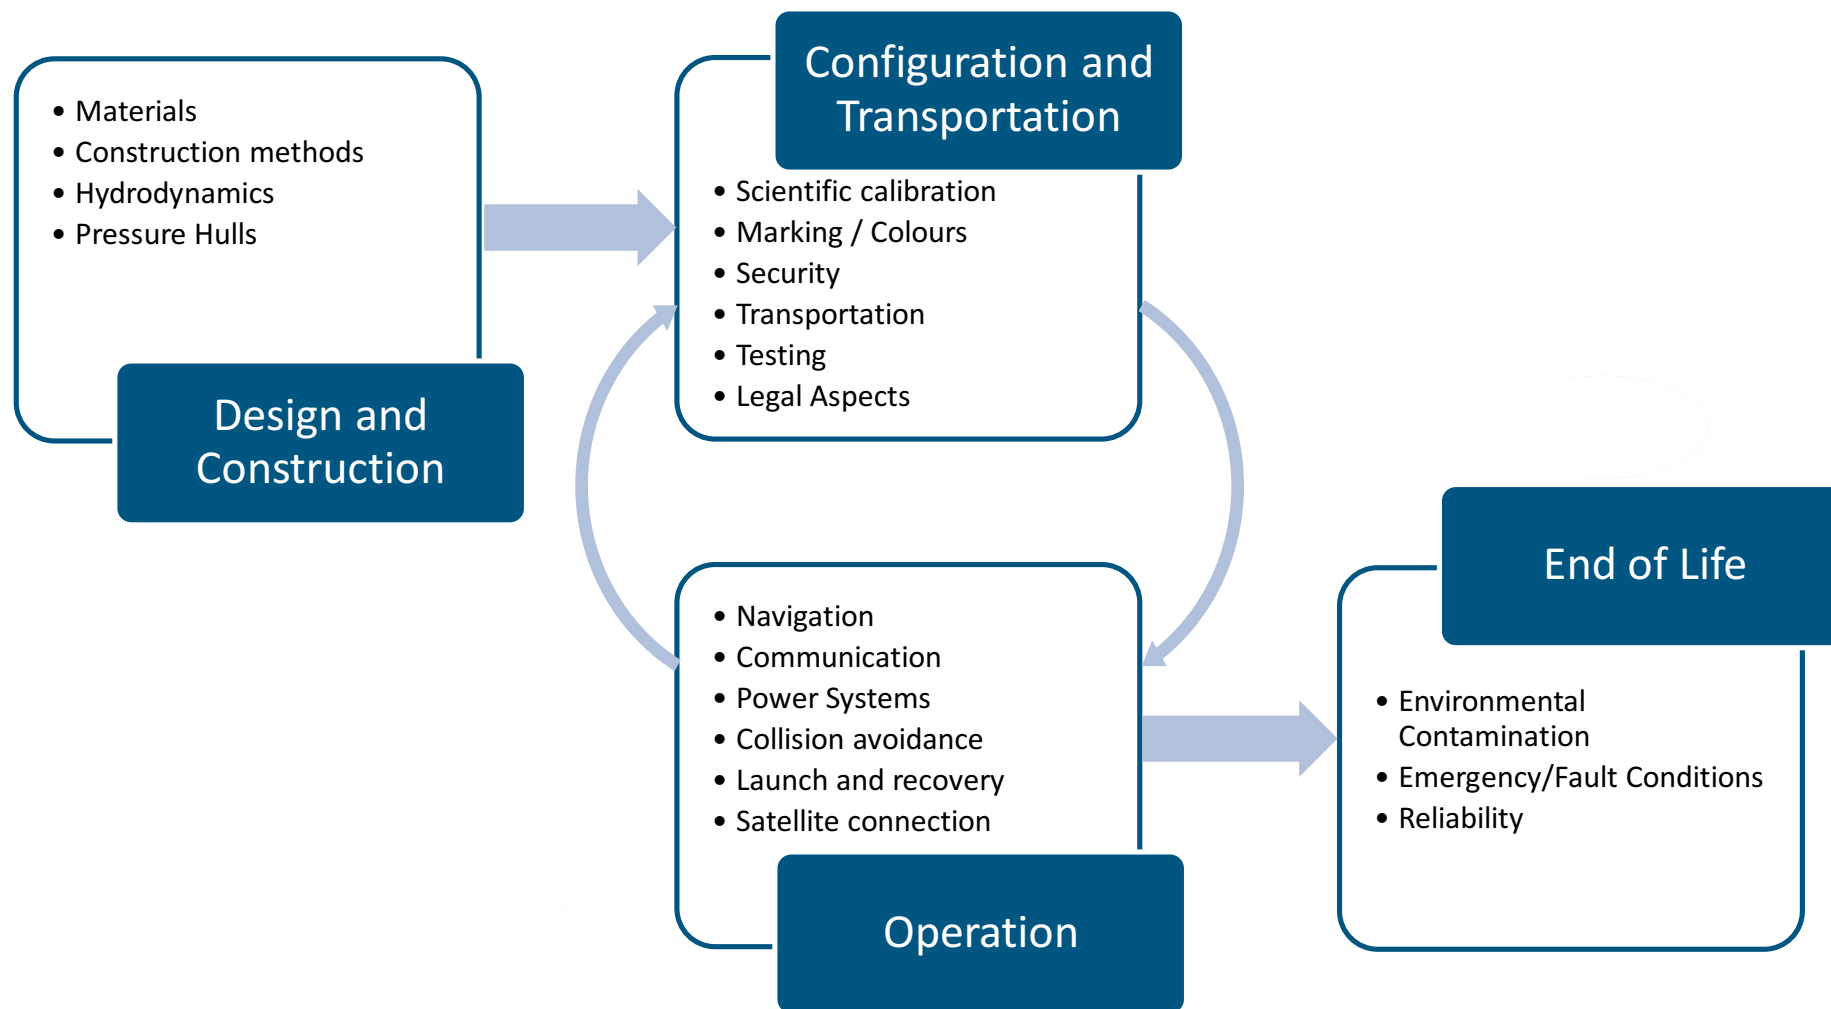 • Materials
• Construction methods
• Hydrodynamics
• Pressure Hulls
Design and
Construction
Configuration and
Transportation
• Scientific calibration
• Marking / Colours
• Security
• Transportation
• Testing
• Legal Aspects
• Navigation
• Communication
• Power Systems
• Collision avoidance
• Launch and recovery
• Satellite connection
Operation
End of Life
• Environmental
Contamination
• Emergency/Fault Conditions
• Reliability